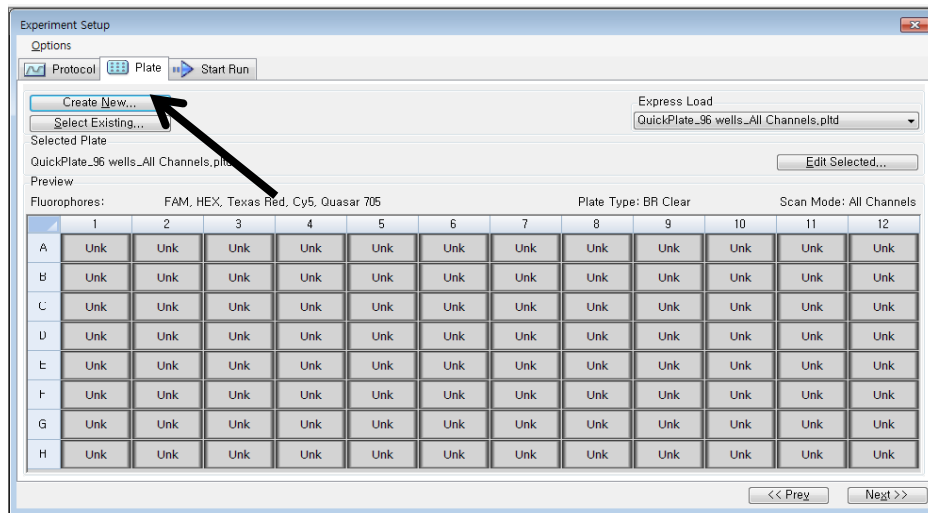 Experiment Setup
Options
Protocol Plate Start Run
Create New...
Express Load
Select Existing...
QuickPlate_96 wells_All Channels.pltd
Selected Plate
QuickPlate_96 wells_All Channels.pltd
Edit Selected...
Preview
Fluorophores: FAM, HEX, Texas Red, Cy5, Quasar 705 Plate Type: BR Clear Scan Mode: All Channels
1 2 3 4 5 6 7 8 9 10 11 12
A Unk Unk Unk Unk Unk Unk Unk Unk Unk Unk Unk Unk
B Unk Unk Unk Unk Unk Unk Unk Unk Unk Unk Unk Unk
C Unk Unk Unk Unk Unk Unk Unk Unk Unk Unk Unk Unk
D Unk Unk Unk Unk Unk Unk Unk Unk Unk Unk Unk Unk
E Unk Unk Unk Unk Unk Unk Unk Unk Unk Unk Unk Unk
F Unk Unk Unk Unk Unk Unk Unk Unk Unk Unk Unk Unk
G Unk Unk Unk Unk Unk Unk Unk Unk Unk Unk Unk Unk
H Unk Unk Unk Unk Unk Unk Unk Unk Unk Unk Unk Unk
<< Prev Next >>